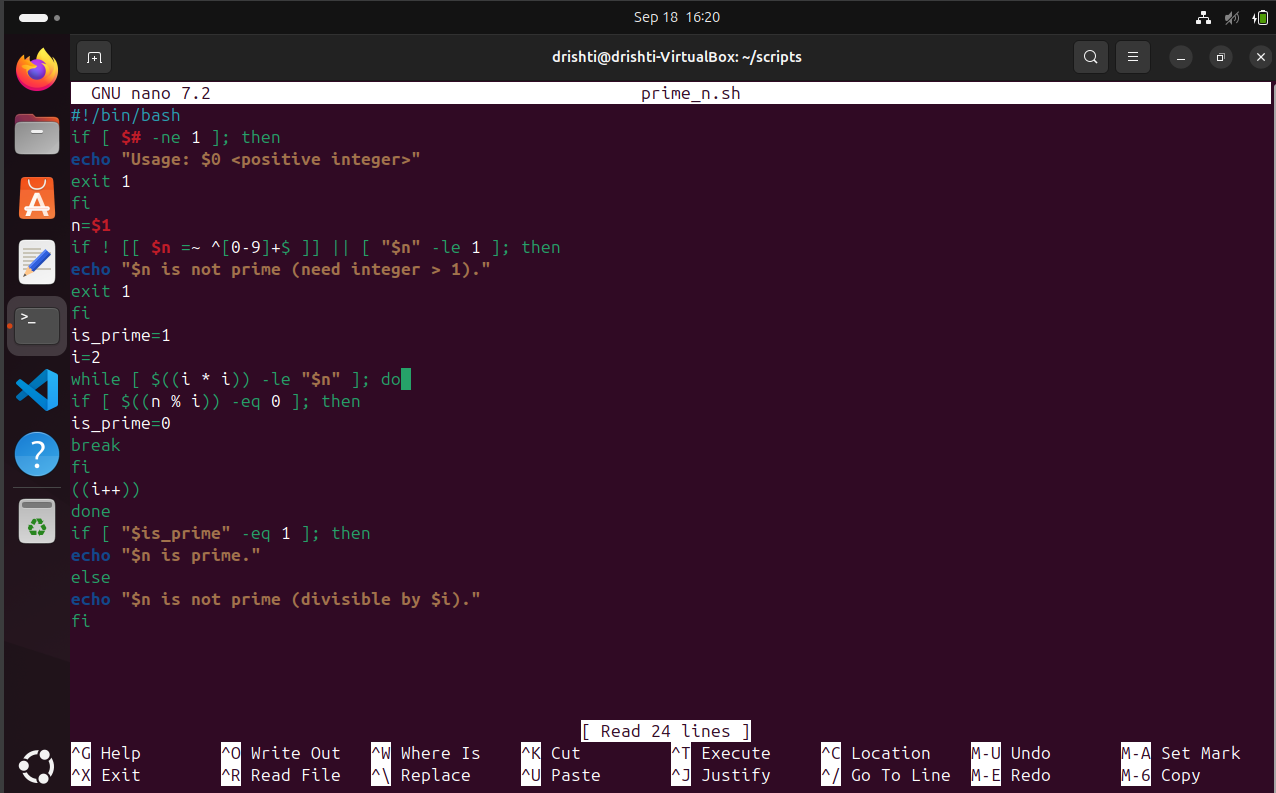 Sep 18 16:20
drishti@drishti-VirtualBox: ~/scripts
GNU nano 7.2 prime_n.sh
#!/bin/bash
if [ $# -ne 1 ]; then
echo "Usage: $0 <positive integer>"
exit 1
fi
n=$1
if ! [[ $n =~ ^[0-9]+$ ]] || [ "$n" -le 1 ]; then
echo "$n is not prime (need integer > 1)."
exit 1
fi
is_prime=1
i=2
while [ $((i * i)) -le "$n" ]; do
if [ $((n % i)) -eq 0 ]; then
is_prime=0
break
fi
((i++))
done
if [ "$is_prime" -eq 1 ]; then
echo "$n is prime."
else
echo "$n is not prime (divisible by $i)."
fi
[ Read 24 lines ]
^G Help ^O Write Out ^W Where Is ^K Cut ^T Execute ^C Location M-U Undo M-A Set Mark
^X Exit ^R Read File ^\ Replace ^U Paste ^J Justify ^/ Go To Line M-E Redo M-6 Copy